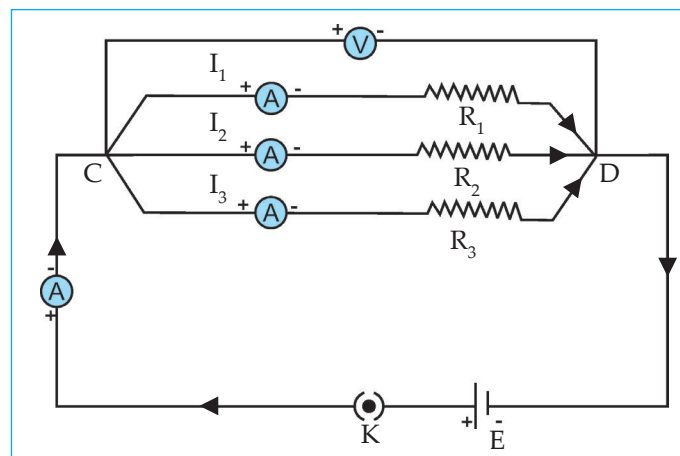 + V -
I₁ + A - R₁
I₂ + A - R₂
C D
I₃ + A - R₃
-
A
+
K + E -